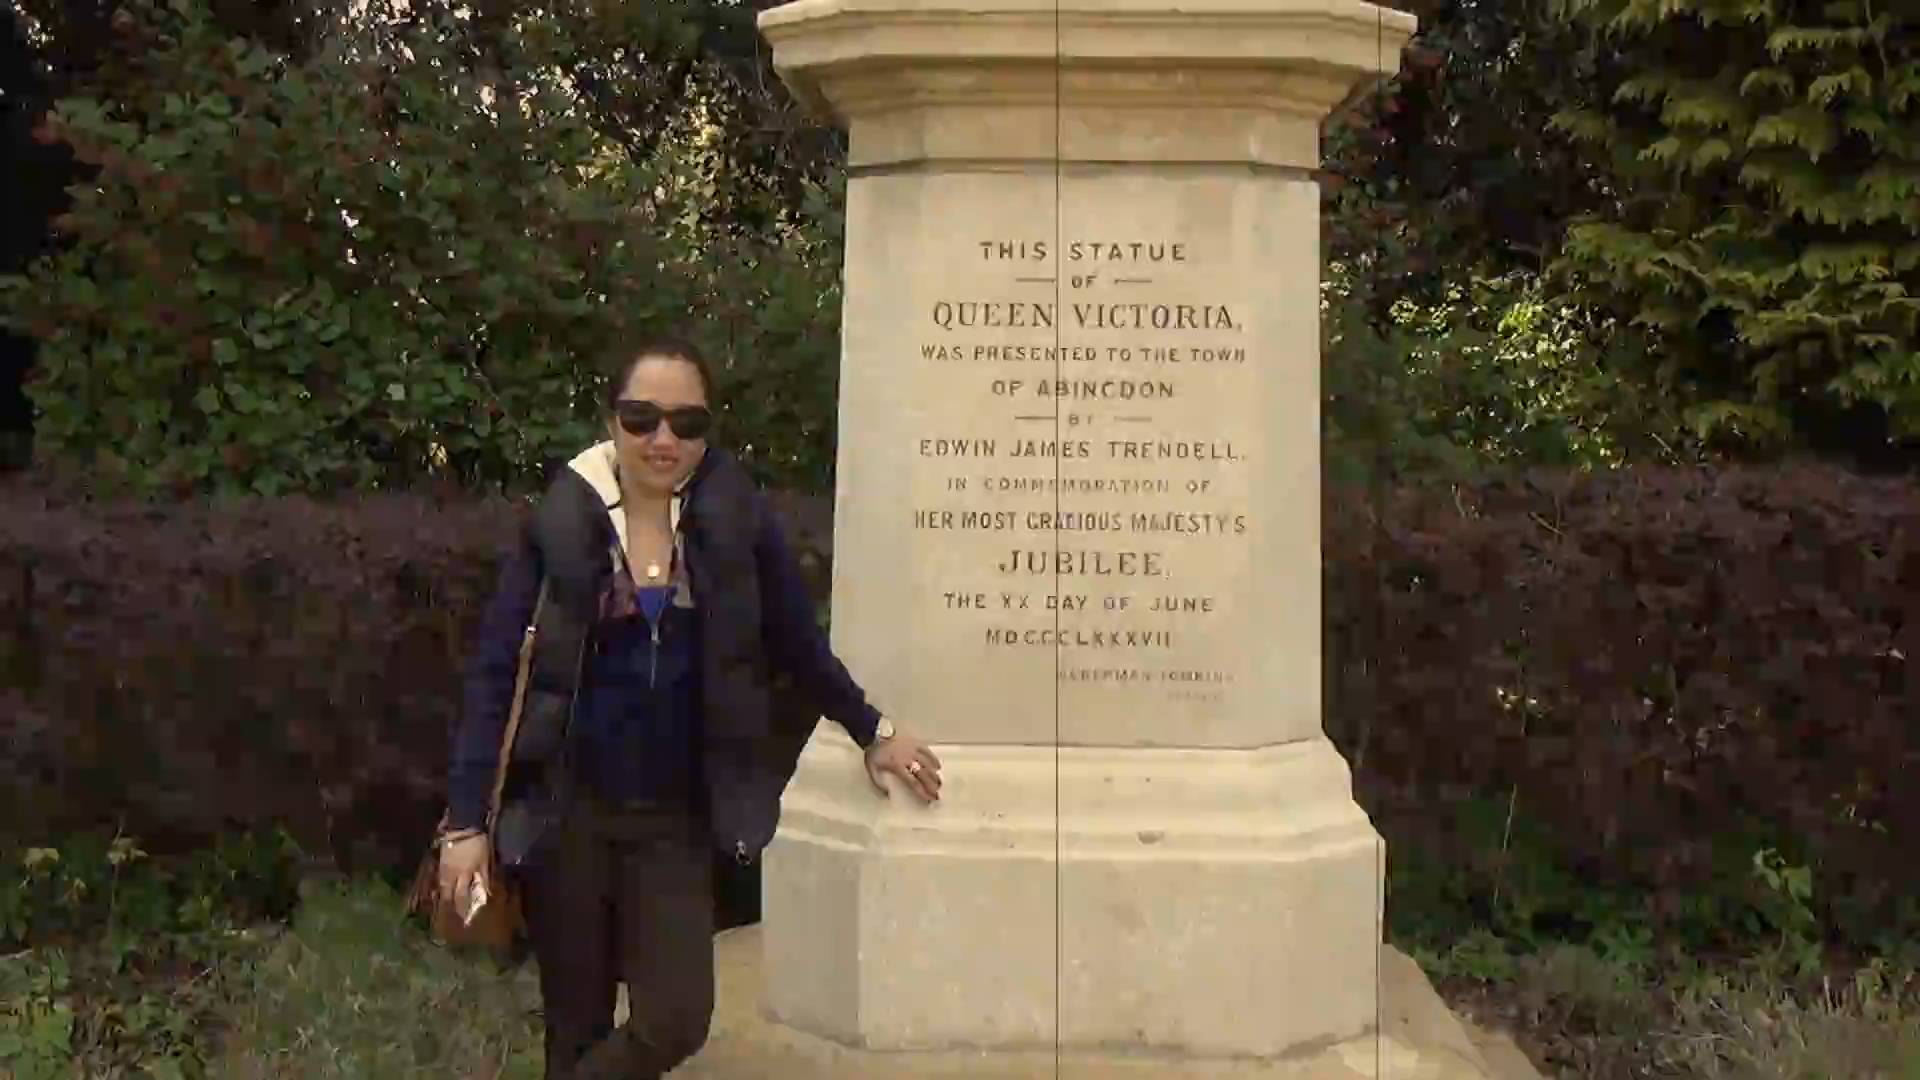 THIS STATUE
OF
QUEEN VICTORIA,
WAS PRESENTED TO THE TOWN
OF ABINGDON
BY
EDWIN JAMES TRENDELL,
IN COMMEMORATION OF
HER MOST GRACIOUS MAJESTY'S
JUBILEE,
THE XX DAY OF JUNE
MDCCCLXXXVII